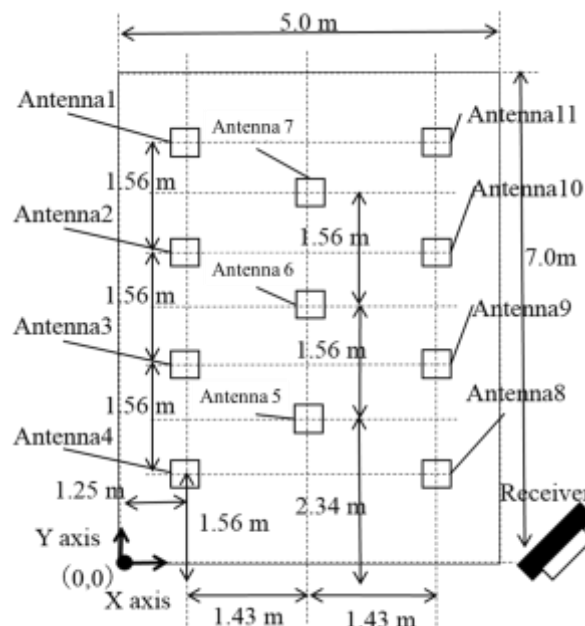 5.0 m
Antenna1
Antenna 7
Antenna11
1.56 m
Antenna10
Antenna2
1.56 m
7.0m
Antenna 6
1.56 m
Antenna9
Antenna3
1.56 m
1.56 m
Antenna 5
Antenna8
Antenna4
1.25 m
2.34 m
Receiver
1.56 m
Y axis
(0,0)
X axis
1.43 m
1.43 m